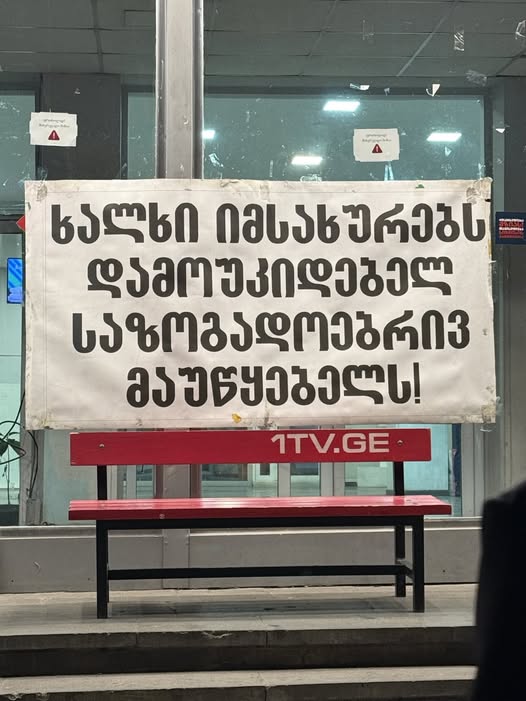 ხალხი იმსახურებს
დამოუკიდებელ
საზოგადოებრივ
მაუწყებელს!
1TV.GE